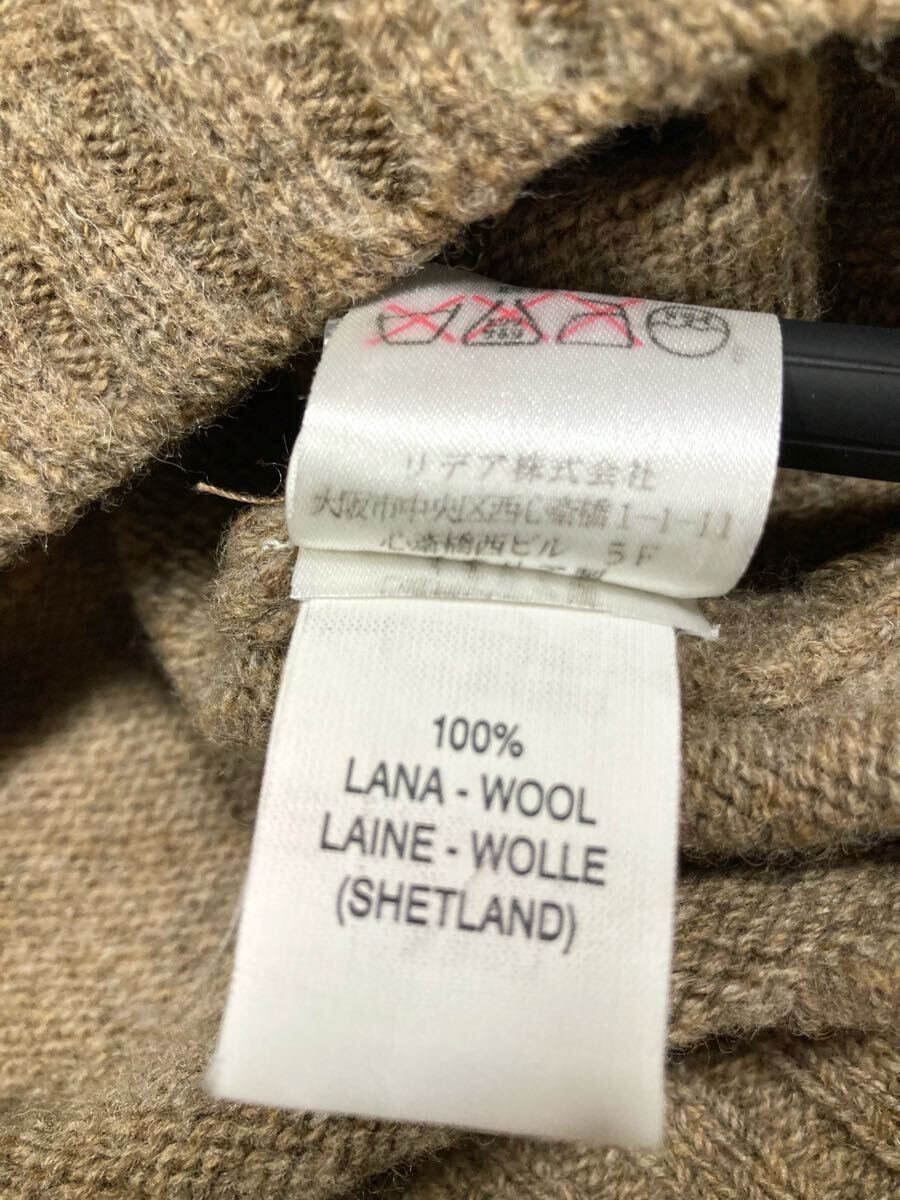 リデア株式会社
大阪市中央区西心斎橋1-1-11
心斎橋西ビル 5F
100%
LANA - WOOL
LAINE - WOLLE
(SHETLAND)